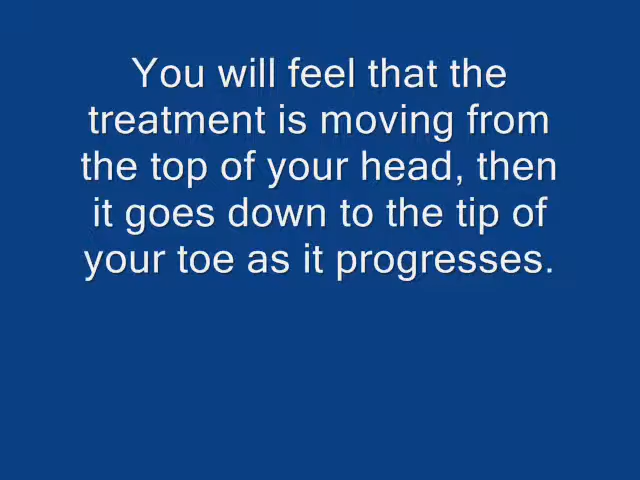 You will feel that the
treatment is moving from
the top of your head, then
it goes down to the tip of
your toe as it progresses.